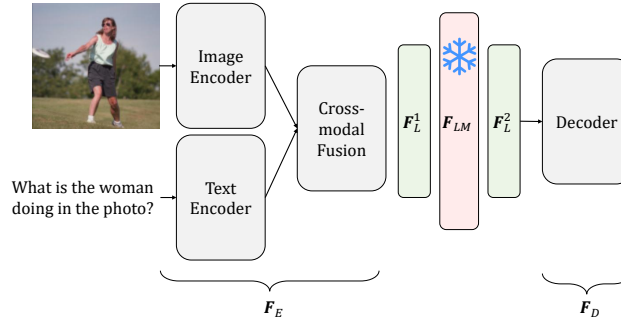 Image
Encoder
Cross-
modal
Fusion
F_L^1
F_LM
F_L^2
Decoder
What is the woman
doing in the photo?
Text
Encoder
F_E
F_D